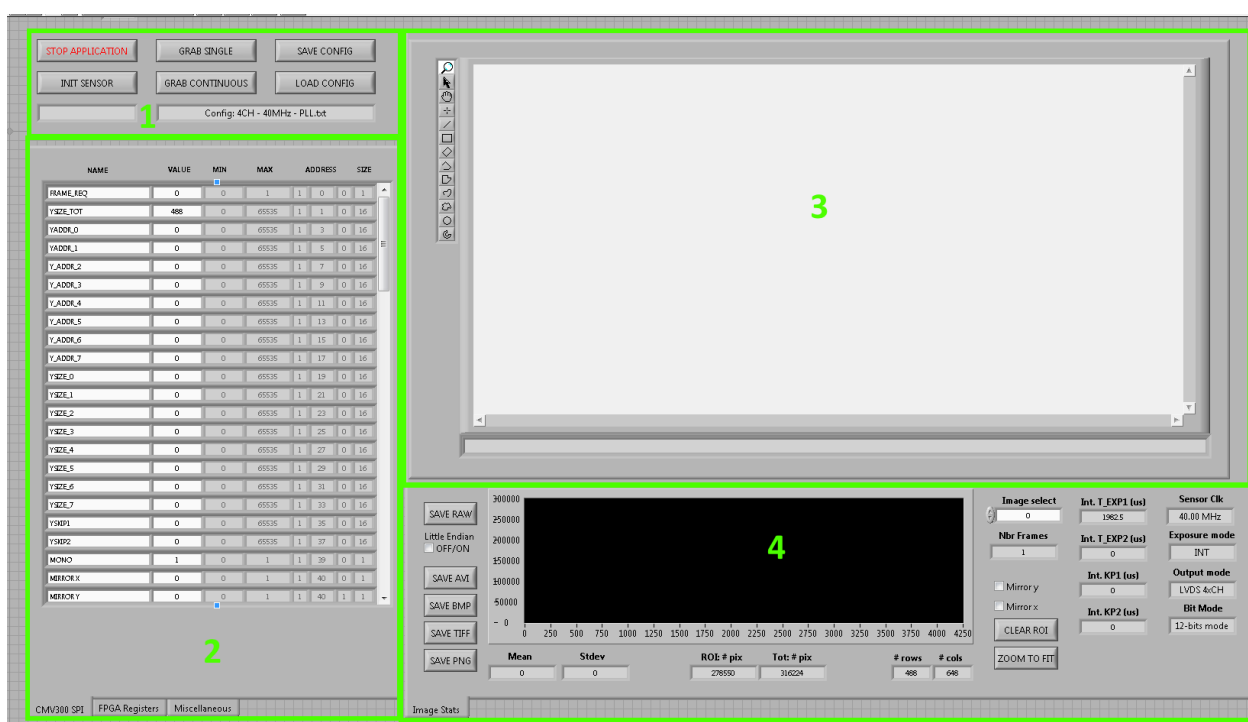 STOP APPLICATION GRAB SINGLE SAVE CONFIG
INIT SENSOR GRAB CONTINUOUS LOAD CONFIG
1 Config: 4CH - 40MHz - PLL.txt
NAME VALUE MIN MAX ADDRESS SIZE
FRAME_REQ 0 0 1 1 0 0 1
YSIZE_TOT 488 0 65535 1 1 0 16
YADDR_0 0 0 65535 1 3 0 16
YADDR_1 0 0 65535 1 5 0 16
Y_ADDR_2 0 0 65535 1 7 0 16
Y_ADDR_3 0 0 65535 1 9 0 16
Y_ADDR_4 0 0 65535 1 11 0 16
Y_ADDR_5 0 0 65535 1 13 0 16
Y_ADDR_6 0 0 65535 1 15 0 16
Y_ADDR_7 0 0 65535 1 17 0 16
YSIZE_0 0 0 65535 1 19 0 16
YSIZE_1 0 0 65535 1 21 0 16
YSIZE_2 0 0 65535 1 23 0 16
YSIZE_3 0 0 65535 1 25 0 16
YSIZE_4 0 0 65535 1 27 0 16
YSIZE_5 0 0 65535 1 29 0 16
YSIZE_6 0 0 65535 1 31 0 16
YSIZE_7 0 0 65535 1 33 0 16
YSKIP1 0 0 65535 1 35 0 16
YSKIP2 0 0 65535 1 37 0 16
MONO 1 0 1 1 39 0 1
MIRROR X 0 0 1 1 40 0 1
MIRROR Y 0 0 1 1 40 1 1
2
CMV300 SPI FPGA Registers Miscellaneous
3
SAVE RAW
Little Endian
OFF/ON
SAVE AVI
SAVE BMP
SAVE TIFF
SAVE PNG
300000
250000
200000
150000
100000
50000
0
4
0 250 500 750 1000 1250 1500 1750 2000 2250 2500 2750 3000 3250 3500 3750 4000 4250
Mean Stdev ROI: # pix Tot: # pix # rows # cols
0 0 278550 316224 488 648
Image select Int. T_EXP1 (us) Sensor Clk
0 1982.5 40.00 MHz
Nbr Frames Int. T_EXP2 (us) Exposure mode
1 0 INT
Int. KP1 (us) Output mode
Mirror y 0 LVDS 4xCH
Mirror x Int. KP2 (us) Bit Mode
CLEAR ROI 0 12-bits mode
ZOOM TO FIT
Image Stats